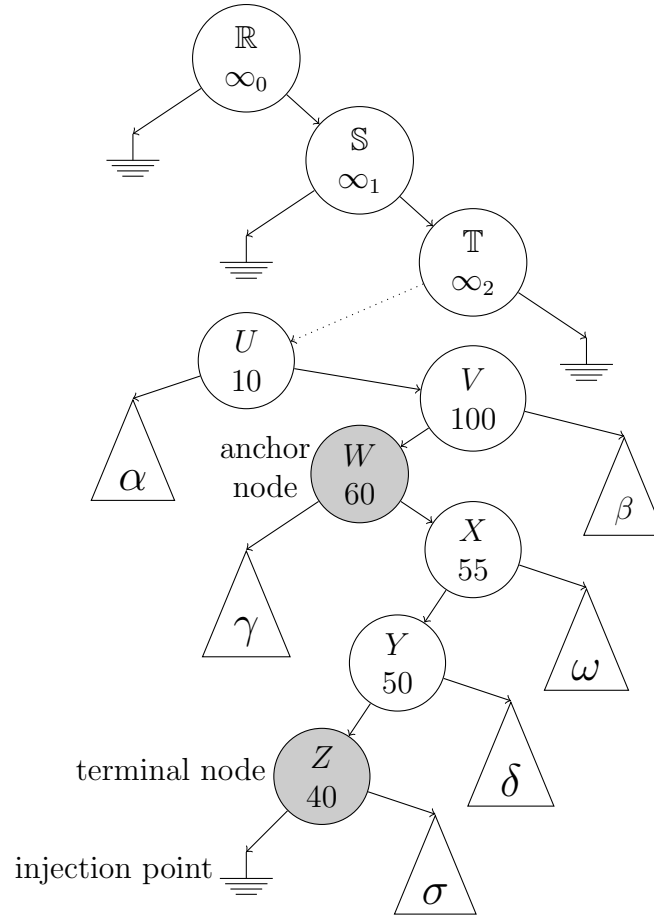 ℝ
∞₀
𝕊
∞₁
𝕋
∞₂
U
10
V
100
anchor
node
W
60
α
β
X
55
γ
Y
50
ω
terminal node
Z
40
δ
injection point
σ